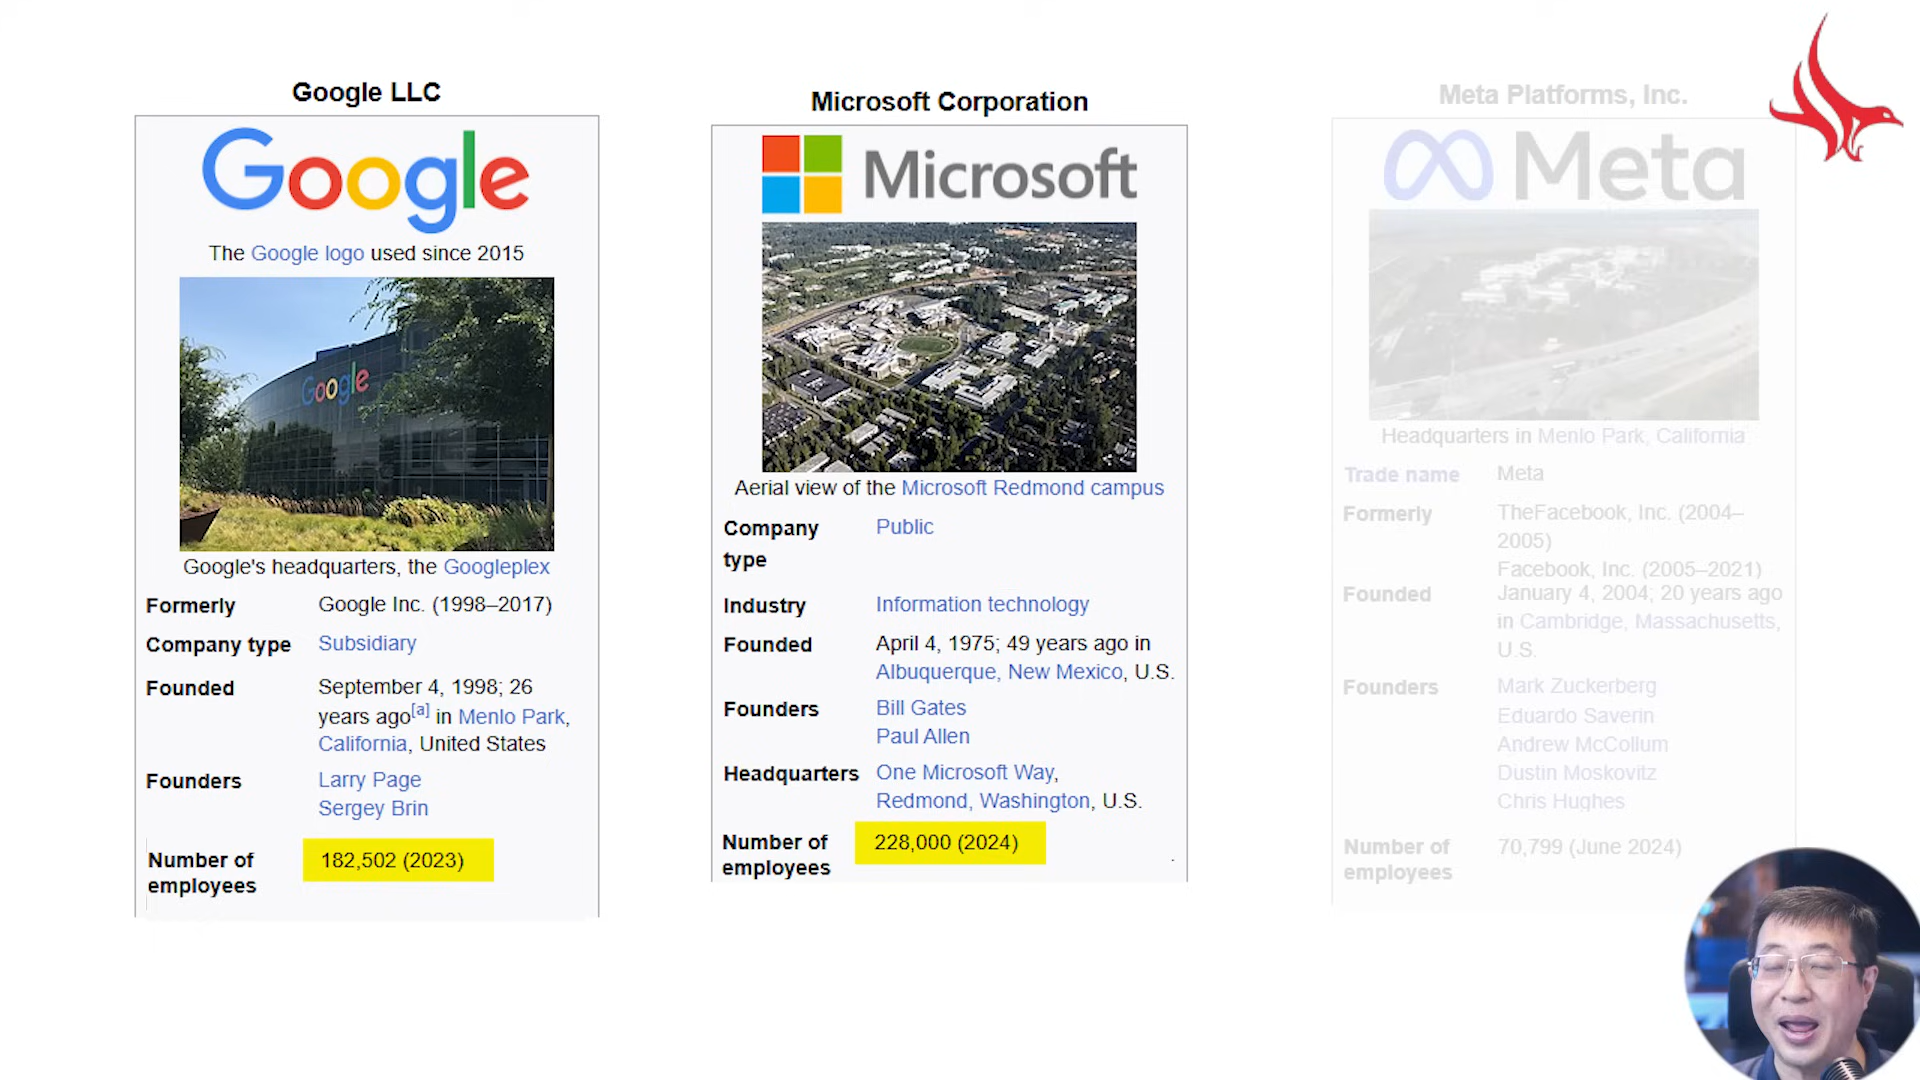 Google LLC
Google
The Google logo used since 2015
Google
Google's headquarters, the Googleplex
Formerly Google Inc. (1998–2017)
Company type Subsidiary
Founded September 4, 1998; 26
years ago[a] in Menlo Park,
California, United States
Founders Larry Page
Sergey Brin
Number of
employees 182,502 (2023)
Microsoft Corporation
Microsoft
Aerial view of the Microsoft Redmond campus
Company
type Public
Industry Information technology
Founded April 4, 1975; 49 years ago in
Albuquerque, New Mexico, U.S.
Founders Bill Gates
Paul Allen
Headquarters One Microsoft Way,
Redmond, Washington, U.S.
Number of
employees 228,000 (2024)
Meta Platforms, Inc.
Meta
Headquarters in Menlo Park, California
Trade name Meta
Formerly TheFacebook, Inc. (2004–
2005)
Facebook, Inc. (2005–2021)
Founded January 4, 2004; 20 years ago
in Cambridge, Massachusetts,
U.S.
Founders Mark Zuckerberg
Eduardo Saverin
Andrew McCollum
Dustin Moskovitz
Chris Hughes
Number of
employees 70,799 (June 2024)